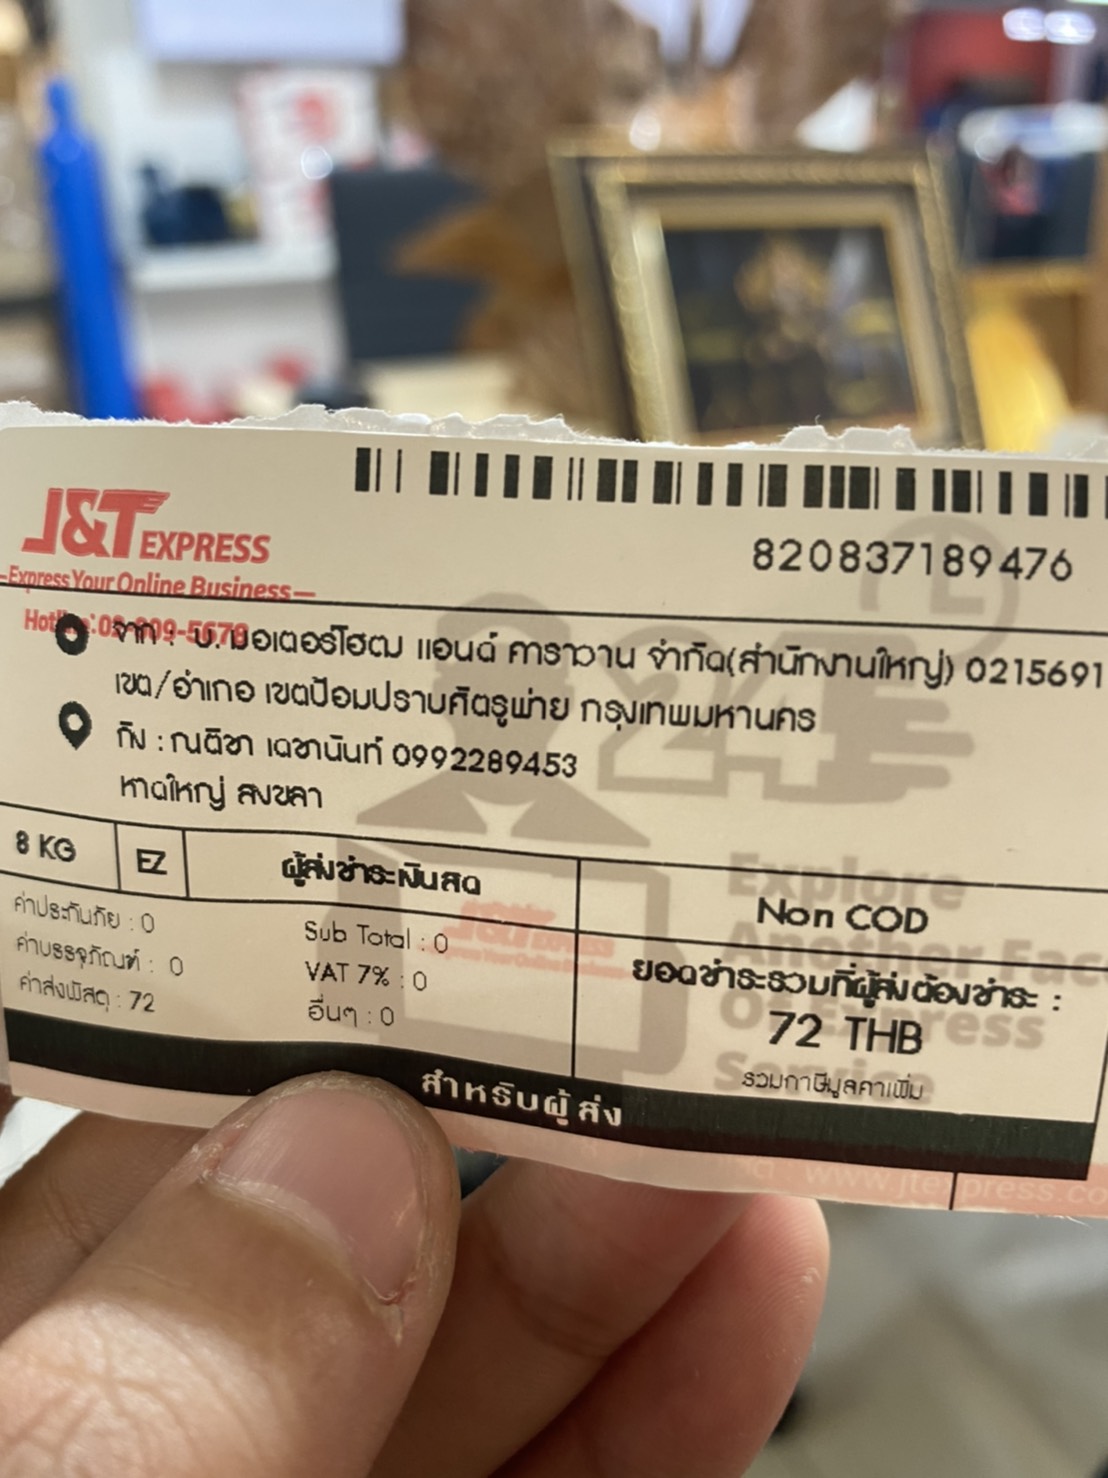 J&T EXPRESS
Express Your Online Business
820837189476
จาก : บ.มอเตอร์โฮฒ แอนด์ คาราวาน จำกัด(สำนักงานใหญ่) 0215691
เขต/อำเภอ เขตป้อมปราบศัตรูพ่าย กรุงเทพมหานคร
ถึง : ณติชา เดชานันท์ 0992289453
หาดใหญ่ สงขลา
8 KG
EZ
ผู้ส่งชำระเงินสด
Non COD
ค่าประกันภัย : 0
ค่าบรรจุภัณฑ์ : 0
ค่าส่งพัสดุ : 72
Sub Total : 0
VAT 7% : 0
อื่นๆ : 0
ยอดชำระรวมที่ผู้ส่งต้องชำระ :
72 THB
รวมภาษีมูลค่าเพิ่ม
24
Explore
Another Fac
Of Express
Service
สำหรับผู้ส่ง
www.jtexpress.co